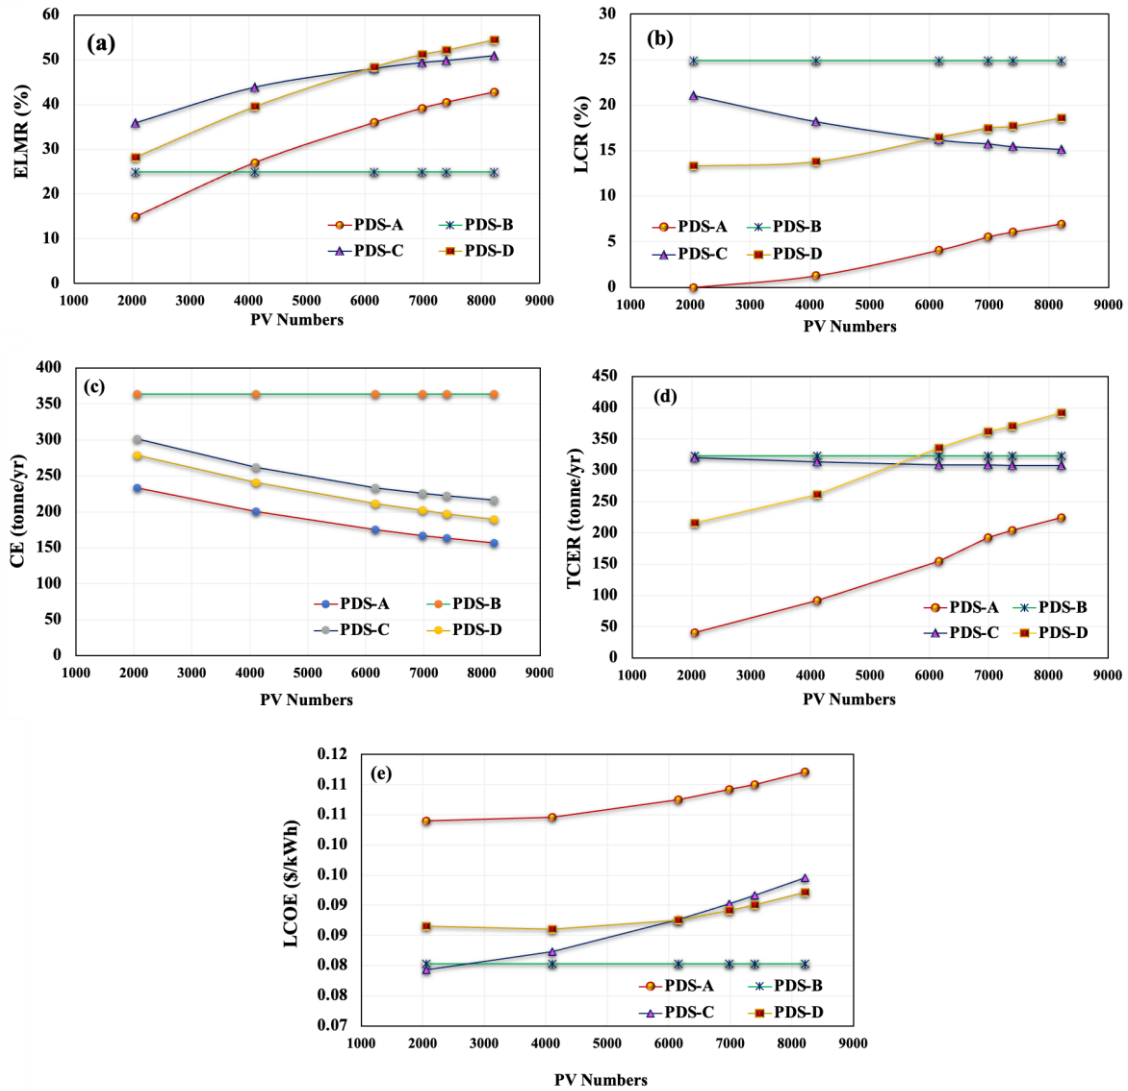 (a)
ELMR (%)
60
50
40
30
20
10
0
PDS-A PDS-B
PDS-C PDS-D
1000 2000 3000 4000 5000 6000 7000 8000 9000
PV Numbers
(b)
LCR (%)
30
25
20
15
10
5
0
PDS-A PDS-B
PDS-C PDS-D
1000 2000 3000 4000 5000 6000 7000 8000 9000
PV Numbers
(c)
CE (tonne/yr)
400
350
300
250
200
150
100
50
0
PDS-A PDS-B
PDS-C PDS-D
1000 2000 3000 4000 5000 6000 7000 8000 9000
PV Numbers
(d)
TCER (tonne/yr)
450
400
350
300
250
200
150
100
50
0
PDS-A PDS-B
PDS-C PDS-D
1000 2000 3000 4000 5000 6000 7000 8000 9000
PV Numbers
(e)
LCOE ($/kWh)
0.12
0.11
0.11
0.10
0.10
0.09
0.09
0.08
0.08
0.07
PDS-A PDS-B
PDS-C PDS-D
1000 2000 3000 4000 5000 6000 7000 8000 9000
PV Numbers